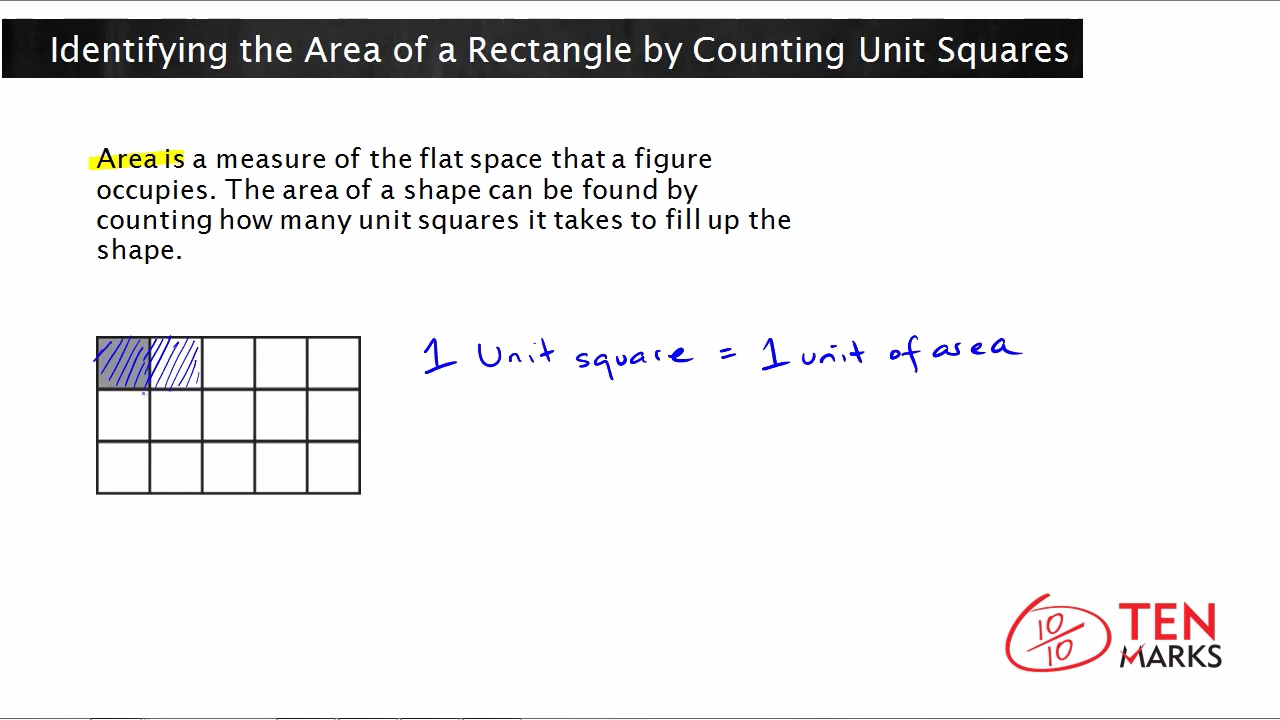 Identifying the Area of a Rectangle by Counting Unit Squares
Area is a measure of the flat space that a figure
occupies. The area of a shape can be found by
counting how many unit squares it takes to fill up the
shape.
1 Unit square = 1 unit of area
10/10
TEN
MARKS